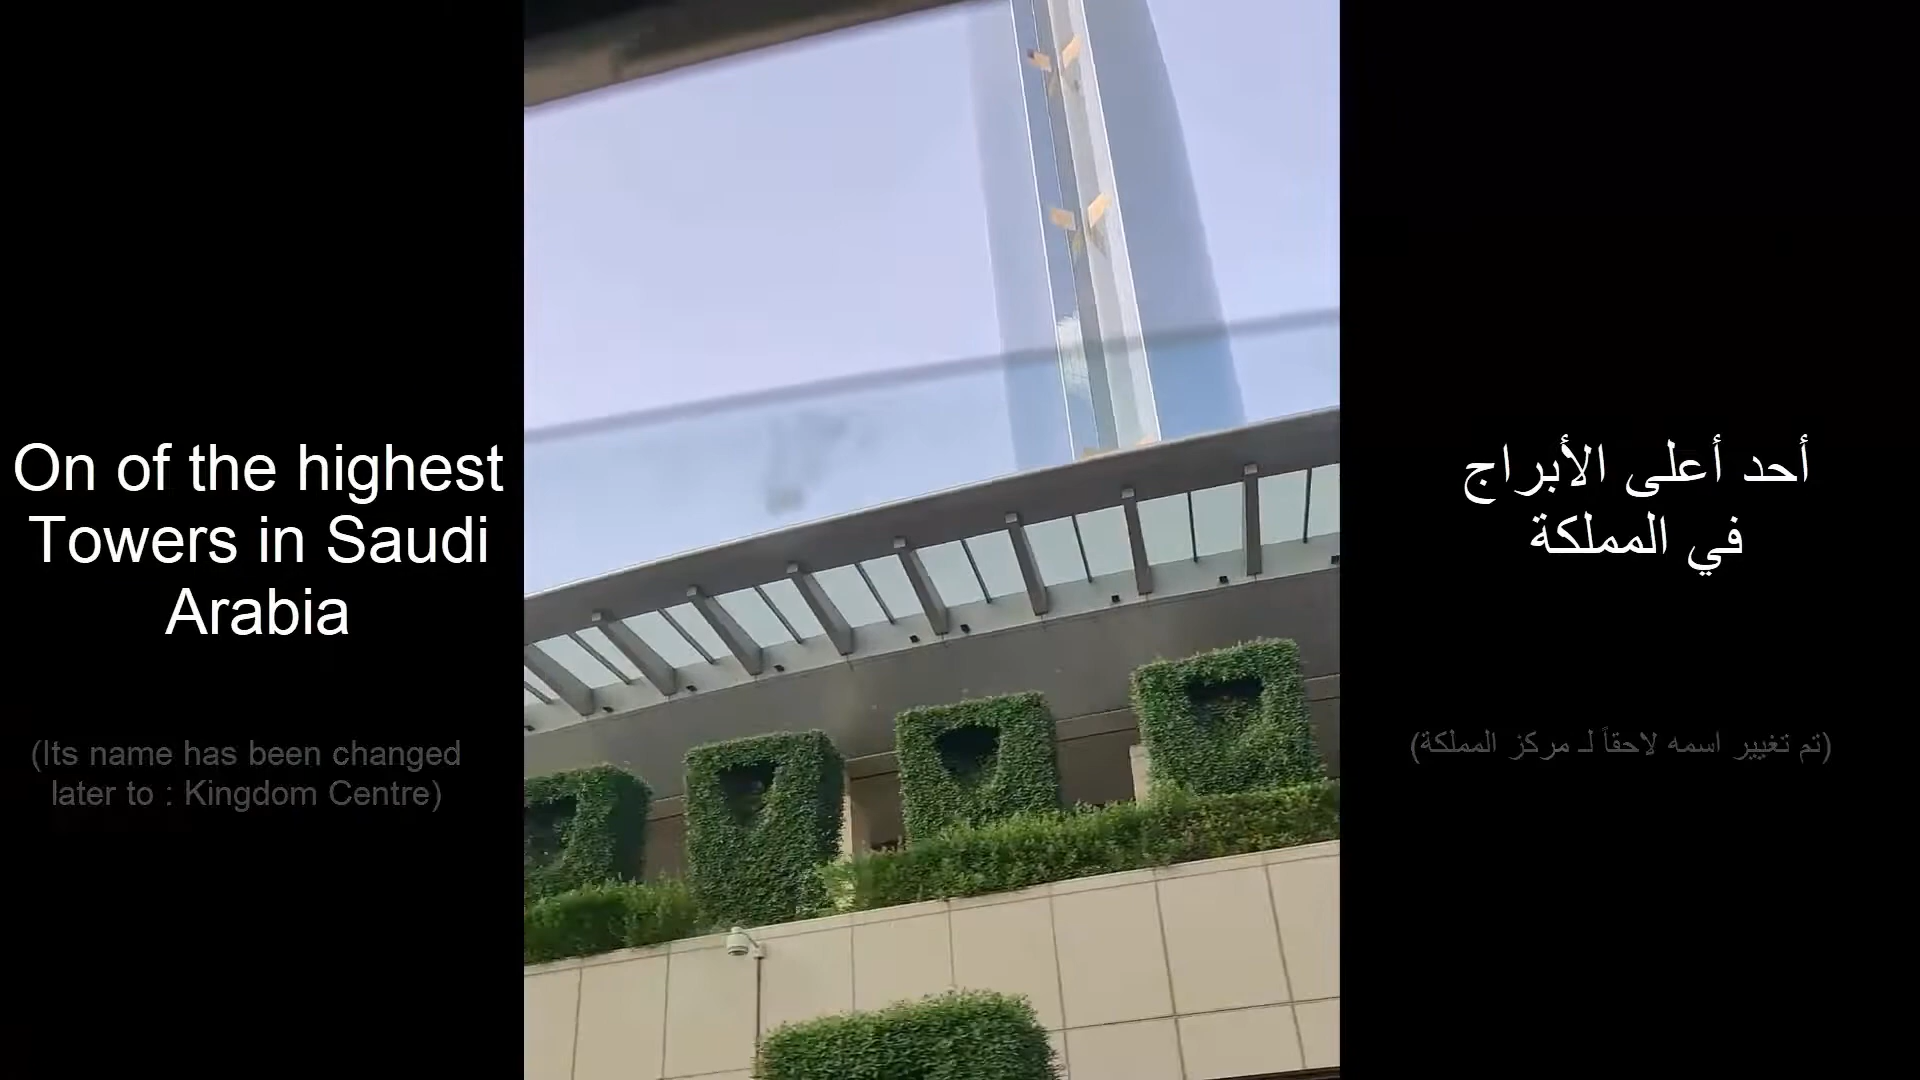 On of the highest
Towers in Saudi
Arabia
(Its name has been changed
later to : Kingdom Centre)
أحد أعلى الأبراج
في المملكة
(تم تغيير اسمه لاحقاً لـ مركز المملكة)